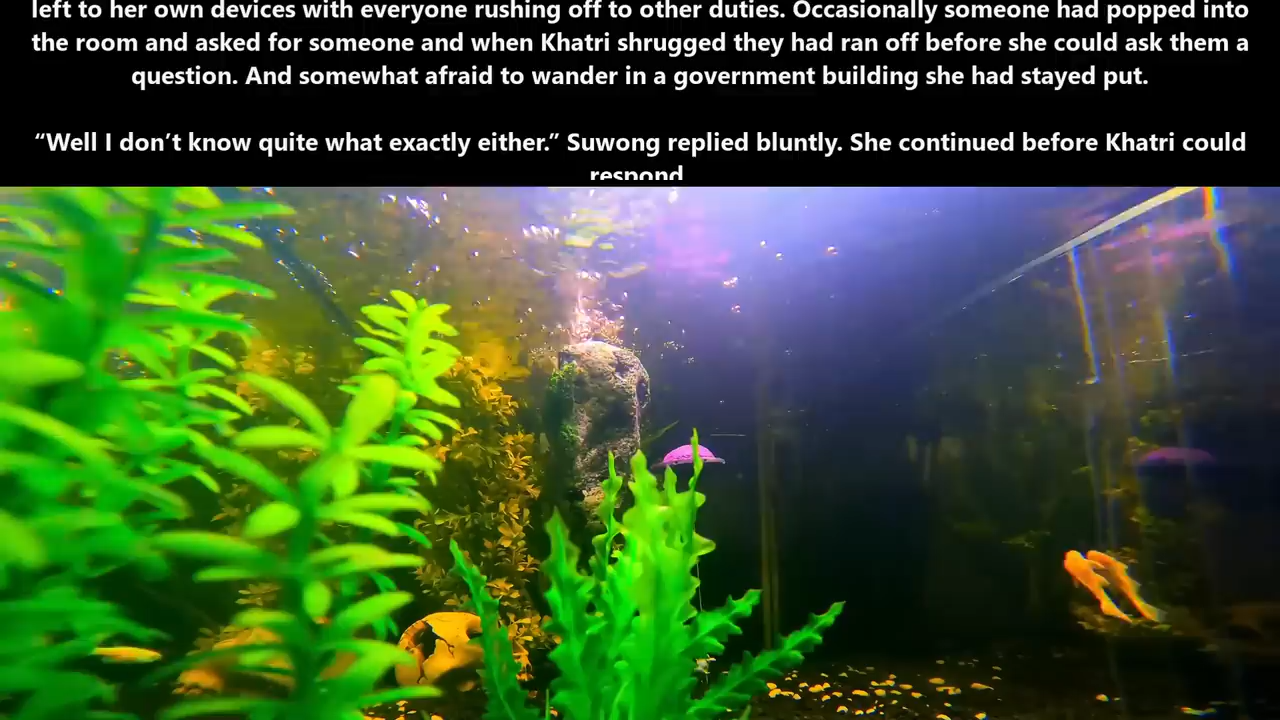 left to her own devices with everyone rushing off to other duties. Occasionally someone had popped into
the room and asked for someone and when Khatri shrugged they had ran off before she could ask them a
question. And somewhat afraid to wander in a government building she had stayed put.
“Well I don’t know quite what exactly either.” Suwong replied bluntly. She continued before Khatri could
respond